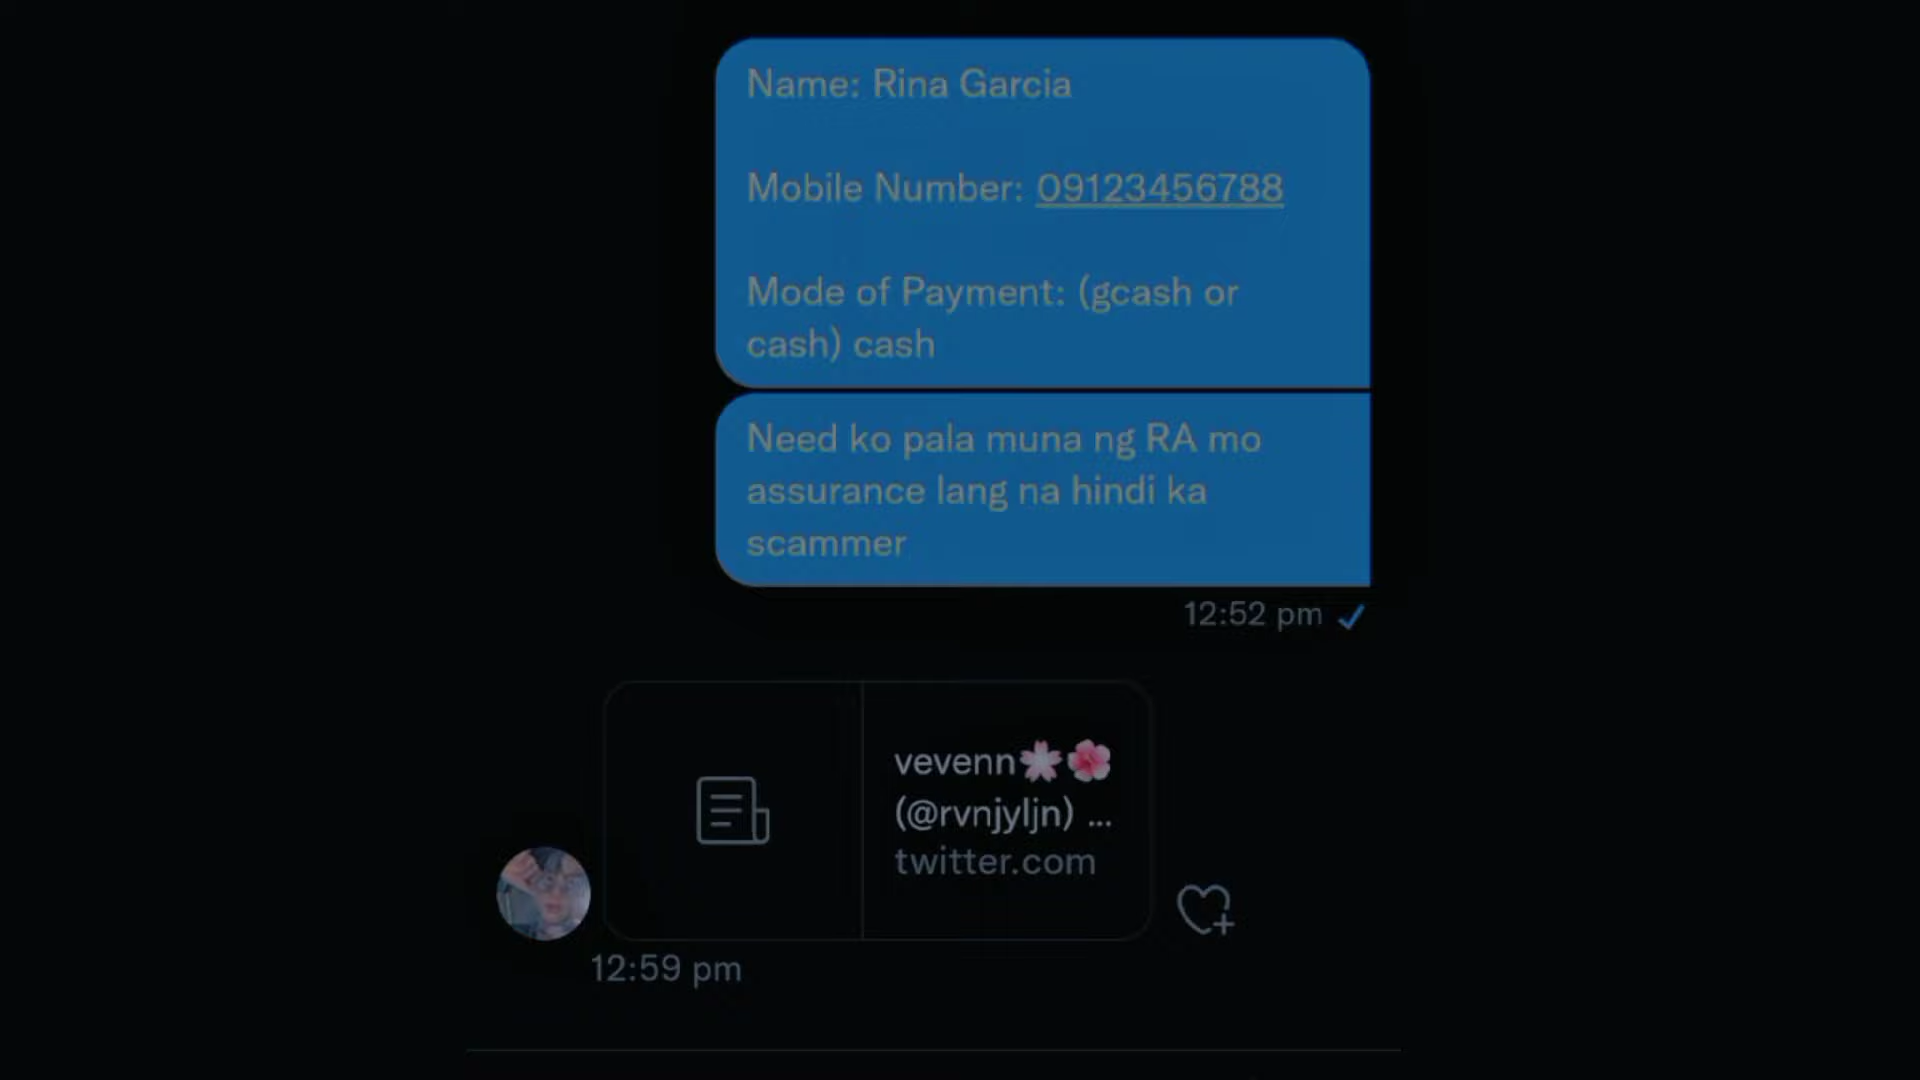 Name: Rina Garcia
Mobile Number: 09123456788
Mode of Payment: (gcash or
cash) cash
Need ko pala muna ng RA mo
assurance lang na hindi ka
scammer
12:52 pm
vevenn🌸🌺
(@rvnjyljn) ...
twitter.com
12:59 pm